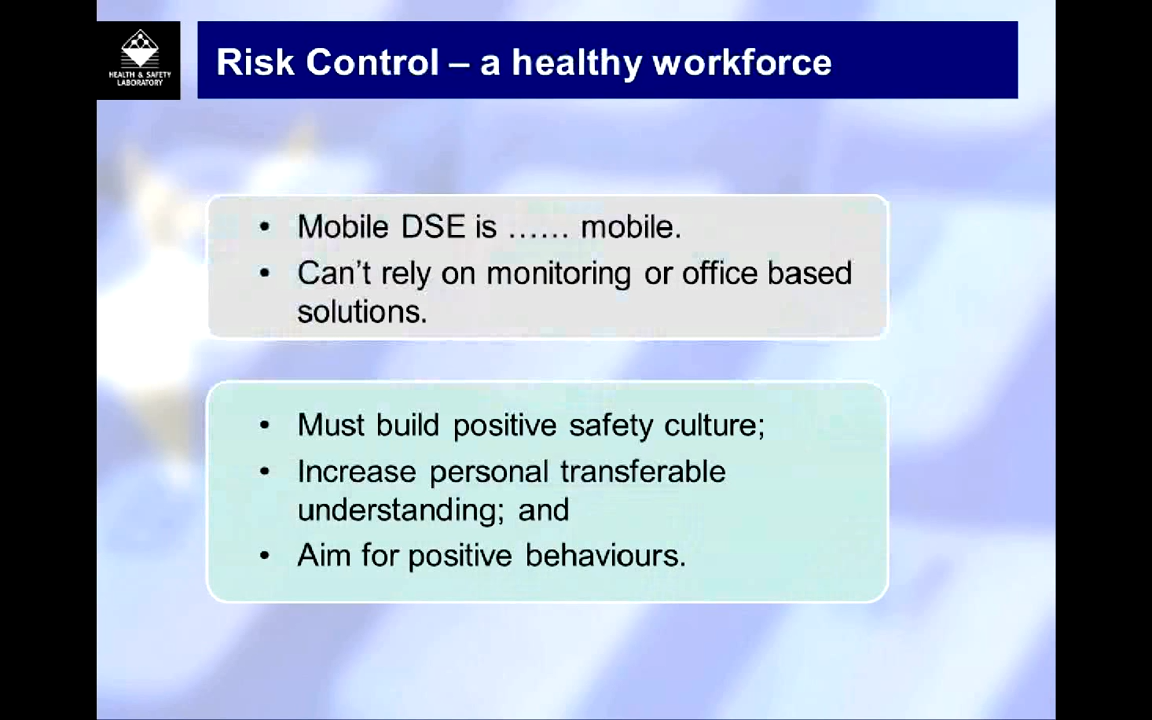 HEALTH & SAFETY
LABORATORY
Risk Control – a healthy workforce
• Mobile DSE is …… mobile.
• Can’t rely on monitoring or office based
solutions.
• Must build positive safety culture;
• Increase personal transferable
understanding; and
• Aim for positive behaviours.